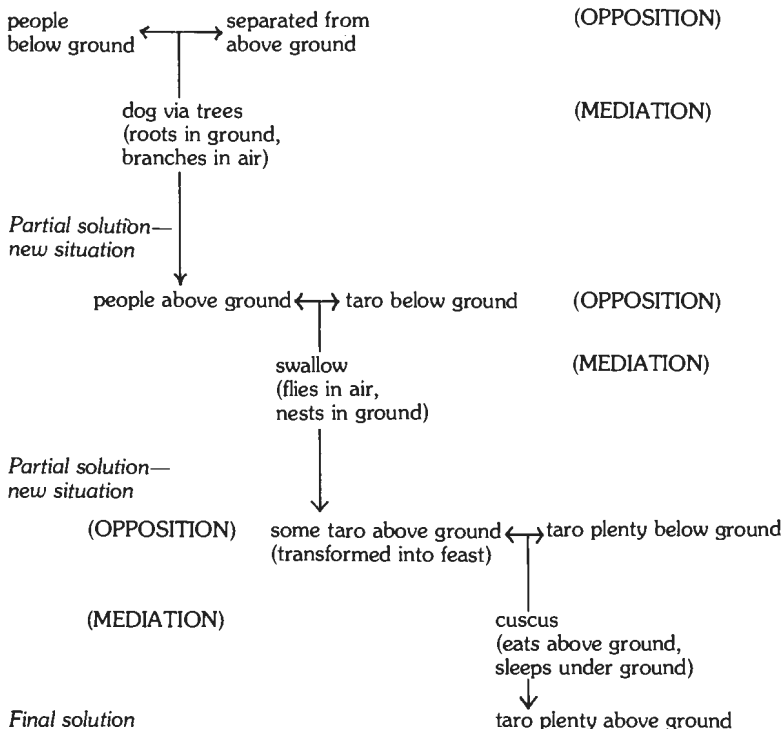 people separated from (OPPOSITION)
below ground above ground
dog via trees (MEDIATION)
(roots in ground,
branches in air)
Partial solution—
new situation
people above ground taro below ground (OPPOSITION)
swallow (MEDIATION)
(flies in air,
nests in ground)
Partial solution—
new situation
(OPPOSITION) some taro above ground taro plenty below ground
(transformed into feast)
(MEDIATION) cuscus
(eats above ground,
sleeps under ground)
Final solution taro plenty above ground